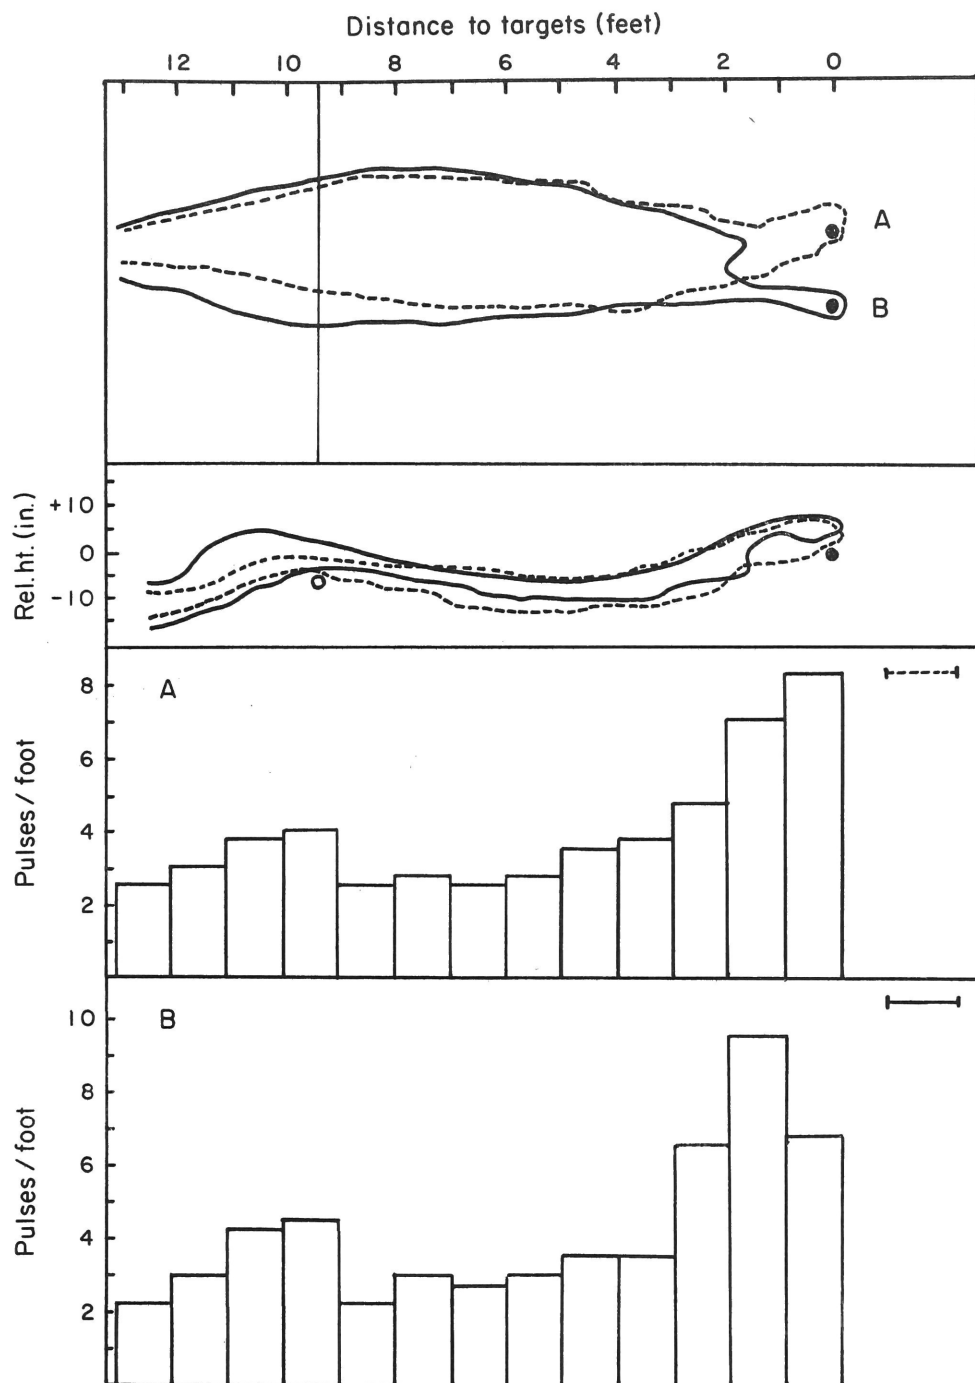 Distance to targets (feet)
12 10 8 6 4 2 0
A
B
Rel. ht. (in.)
+10
0
-10
A
Pulses / foot
8
6
4
2
B
Pulses / foot
10
8
6
4
2